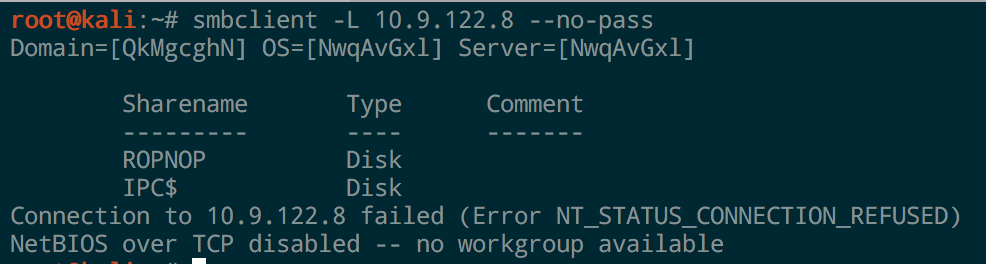 root@kali:~# smbclient -L 10.9.122.8 --no-pass
Domain=[QkMgcghN] OS=[NwqAvGxl] Server=[NwqAvGxl]
Sharename Type Comment
--------- ---- -------
ROPNOP Disk
IPC$ Disk
Connection to 10.9.122.8 failed (Error NT_STATUS_CONNECTION_REFUSED)
NetBIOS over TCP disabled -- no workgroup available